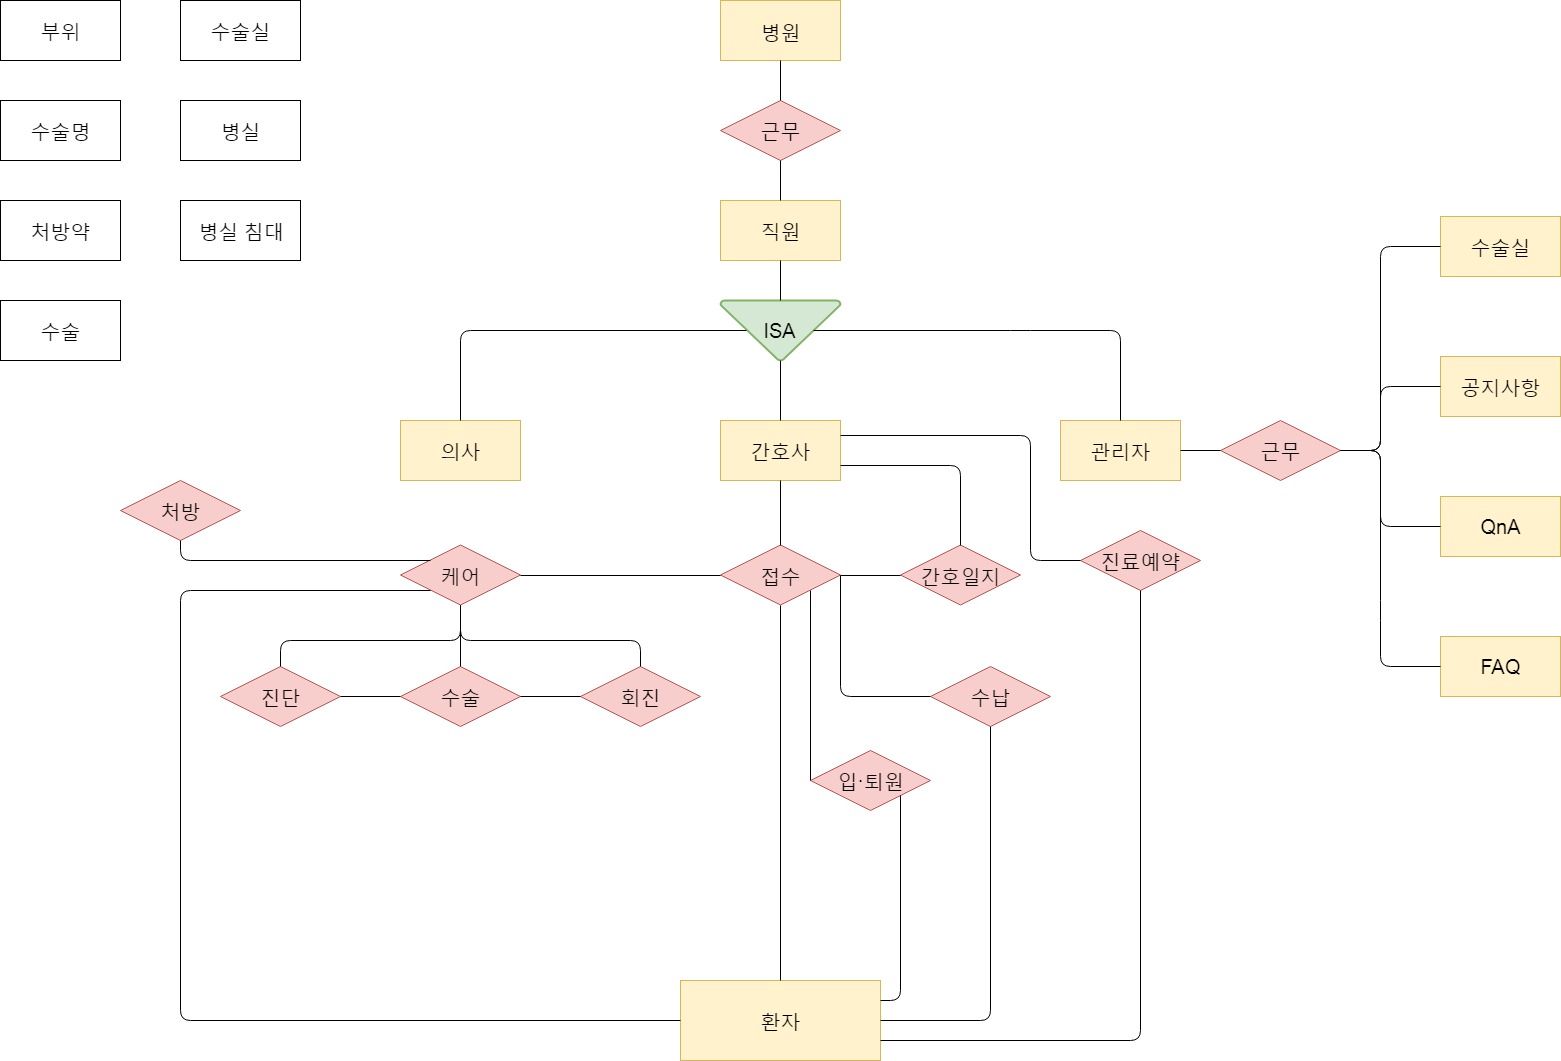 부위
수술실
병원
수술명
병실
근무
처방약
병실 침대
직원
수술실
수술
ISA
공지사항
의사
간호사
관리자
근무
처방
QnA
케어
접수
간호일지
진료예약
FAQ
진단
수술
회진
수납
입·퇴원
환자